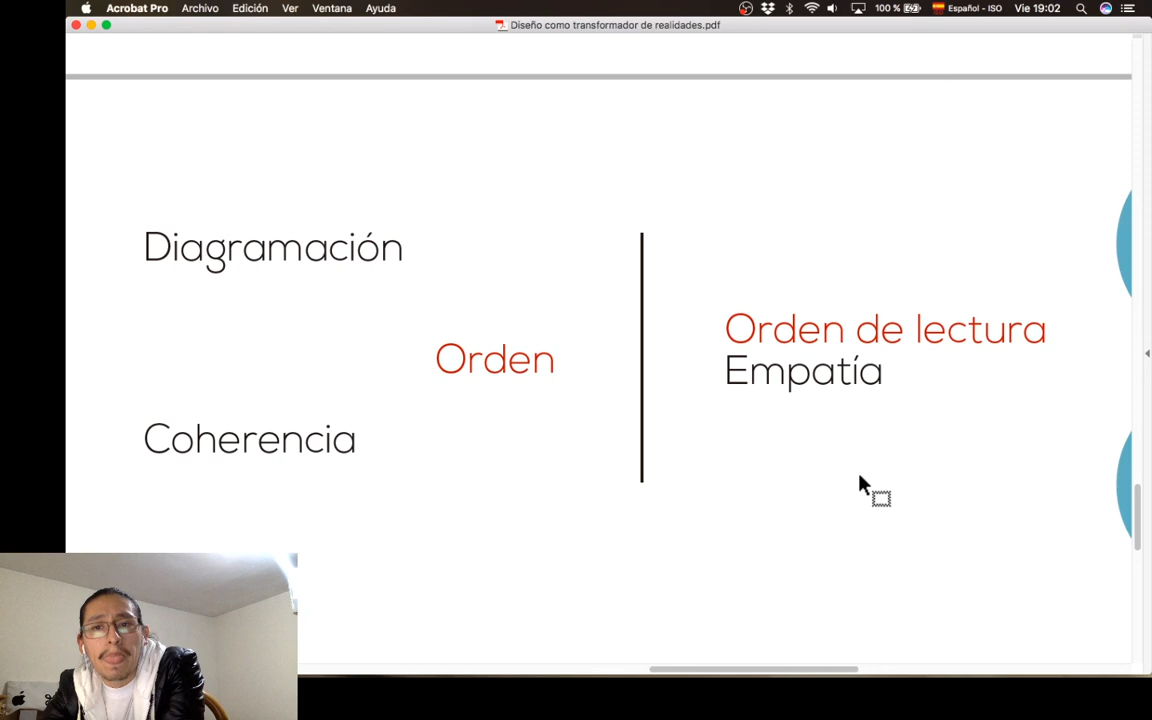 Acrobat Pro Archivo Edición Ver Ventana Ayuda 100 % Español - ISO Vie 19:02
Diseño como transformador de realidades.pdf
Diagramación
Orden
Coherencia
Orden de lectura
Empatía